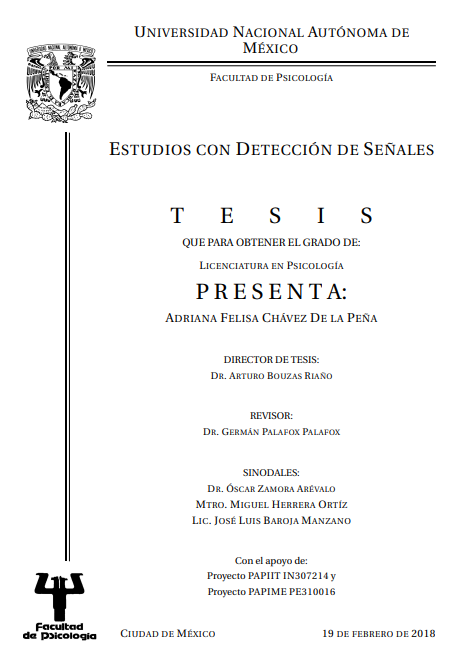 UNIVERSIDAD NACIONAL AUTÓNOMA DE
MÉXICO
FACULTAD DE PSICOLOGÍA
ESTUDIOS CON DETECCIÓN DE SEÑALES
T E S I S
QUE PARA OBTENER EL GRADO DE:
LICENCIATURA EN PSICOLOGÍA
PRESENTA:
ADRIANA FELISA CHÁVEZ DE LA PEÑA
DIRECTOR DE TESIS:
DR. ARTURO BOUZAS RIAÑO
REVISOR:
DR. GERMÁN PALAFOX PALAFOX
SINODALES:
DR. ÓSCAR ZAMORA ARÉVALO
MTRO. MIGUEL HERRERA ORTÍZ
LIC. JOSÉ LUIS BAROJA MANZANO
Con el apoyo de:
Proyecto PAPIIT IN307214 y
Proyecto PAPIME PE310016
Facultad
de Psicología
CIUDAD DE MÉXICO 19 DE FEBRERO DE 2018